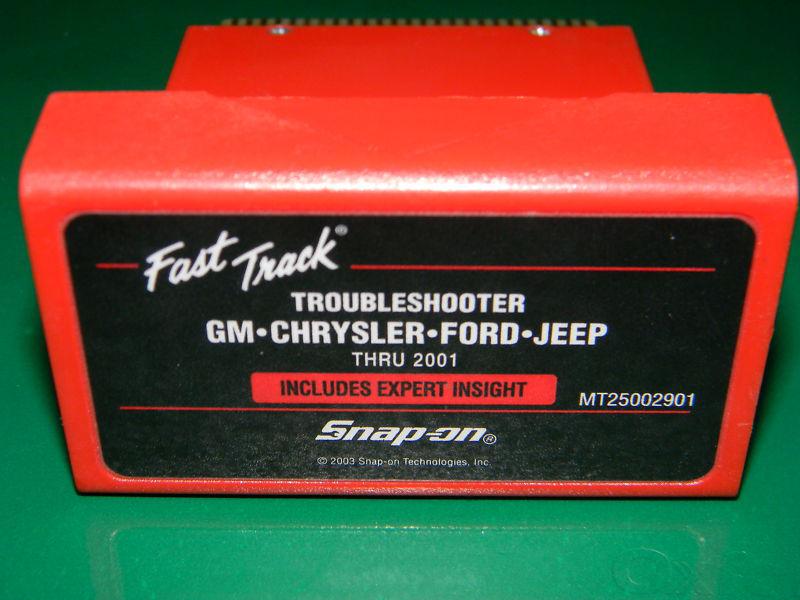 Fast Track®
TROUBLESHOOTER
GM•CHRYSLER•FORD•JEEP
THRU 2001
INCLUDES EXPERT INSIGHT
MT25002901
Snap-on®
© 2003 Snap-on Technologies, Inc.